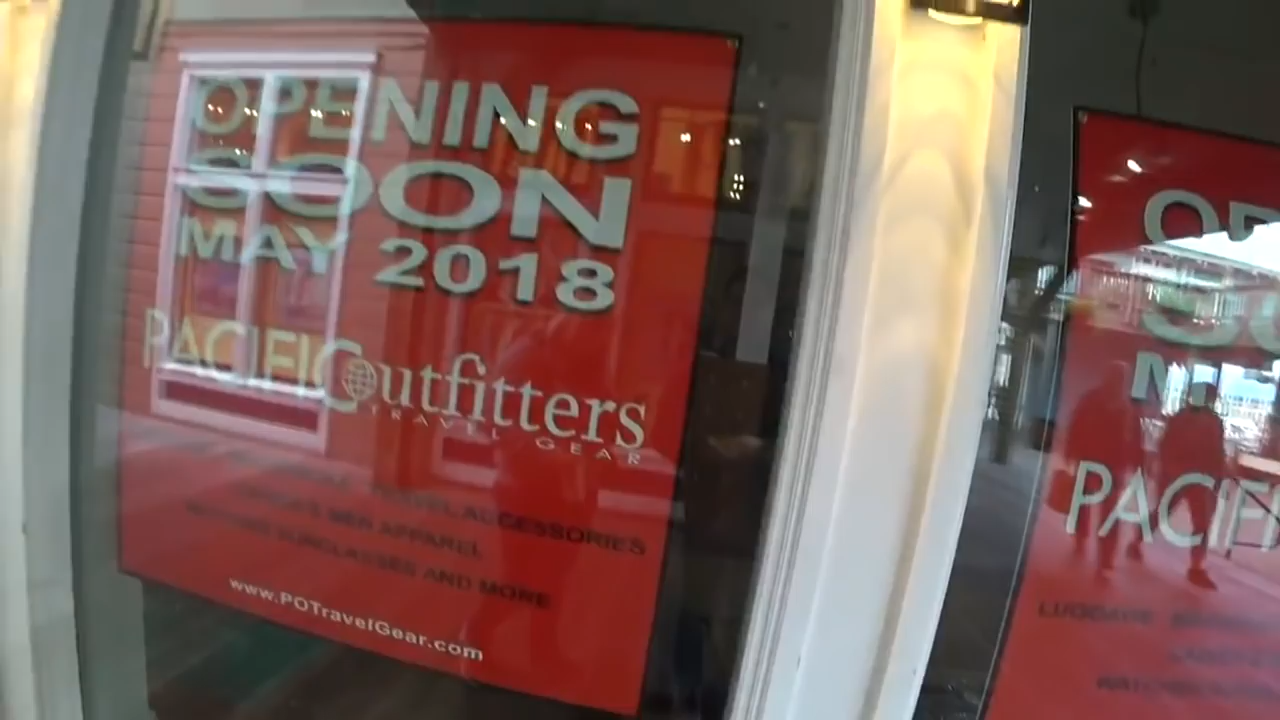 OPENING
SOON
MAY 2018
PACIFIC Outfitters
TRAVEL GEAR
TRAVEL ACCESSORIES
MEN APPAREL
SUNGLASSES AND MORE
www.POTravelGear.com
PACIFI
LUGGAGE